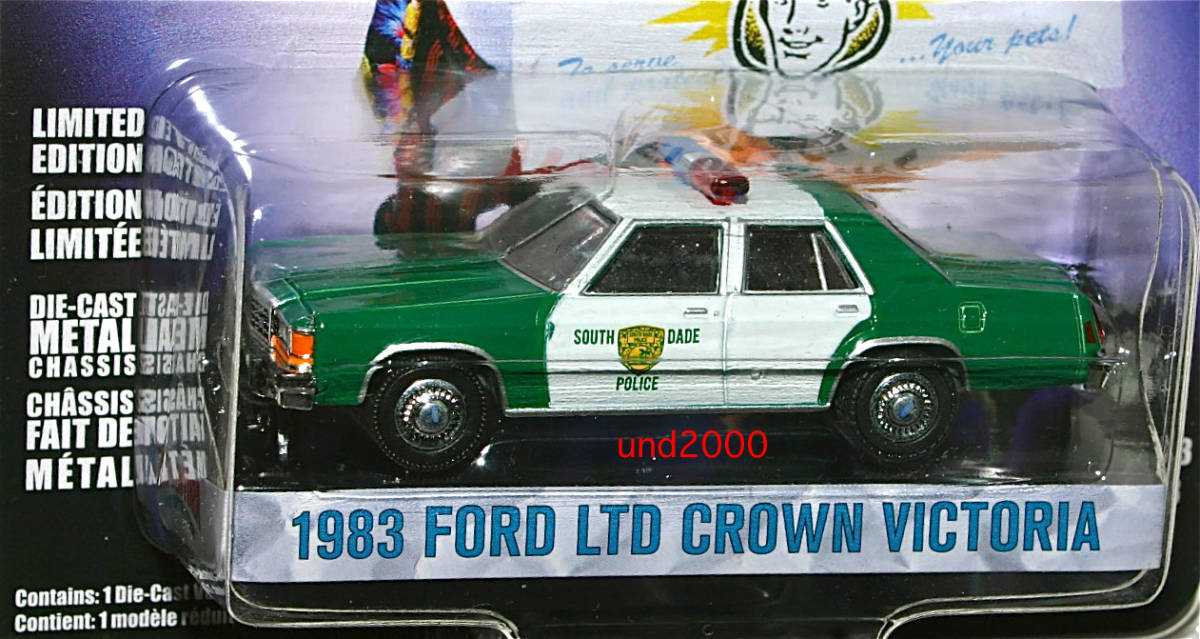 To serve
...Your pets!
LIMITED
EDITION
ÉDITION
LIMITÉE
DIE-CAST
METAL
CHASSIS
CHÂSSIS
FAIT DE
MÉTAL
SOUTH DADE
POLICE
und2000
1983 FORD LTD CROWN VICTORIA
Contains: 1 Die-Cast
Contient: 1 modèle réduit